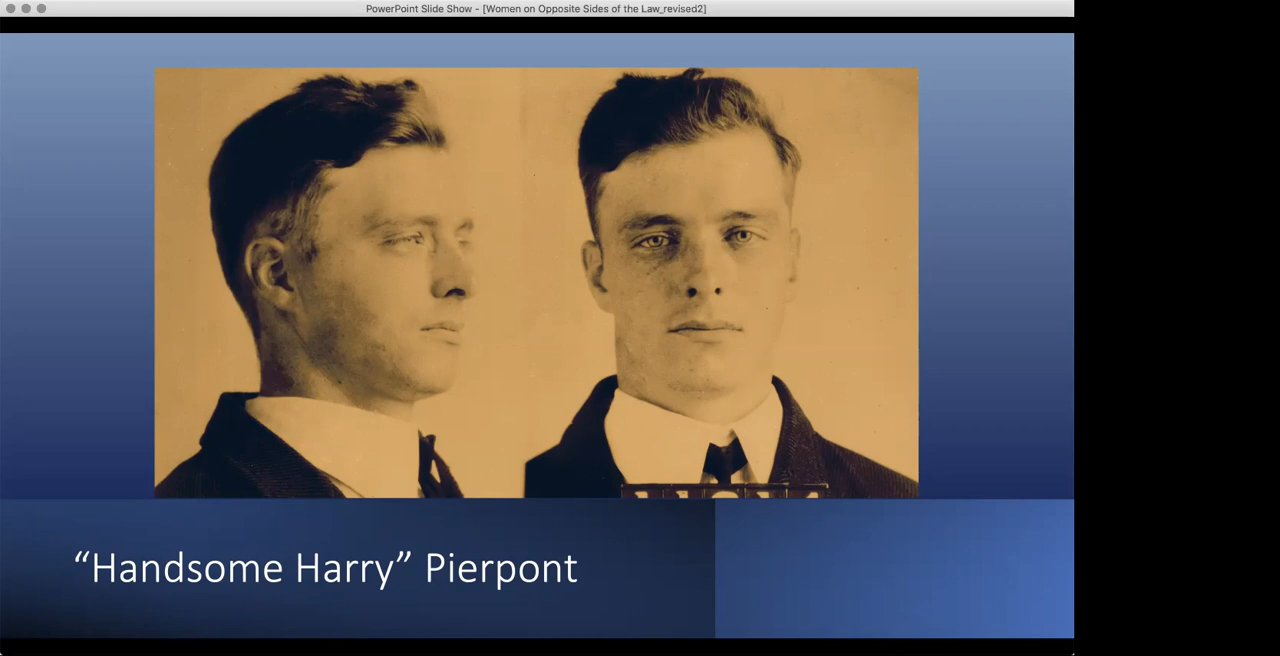 PowerPoint Slide Show - [Women on Opposite Sides of the Law_revised2]
“Handsome Harry” Pierpont